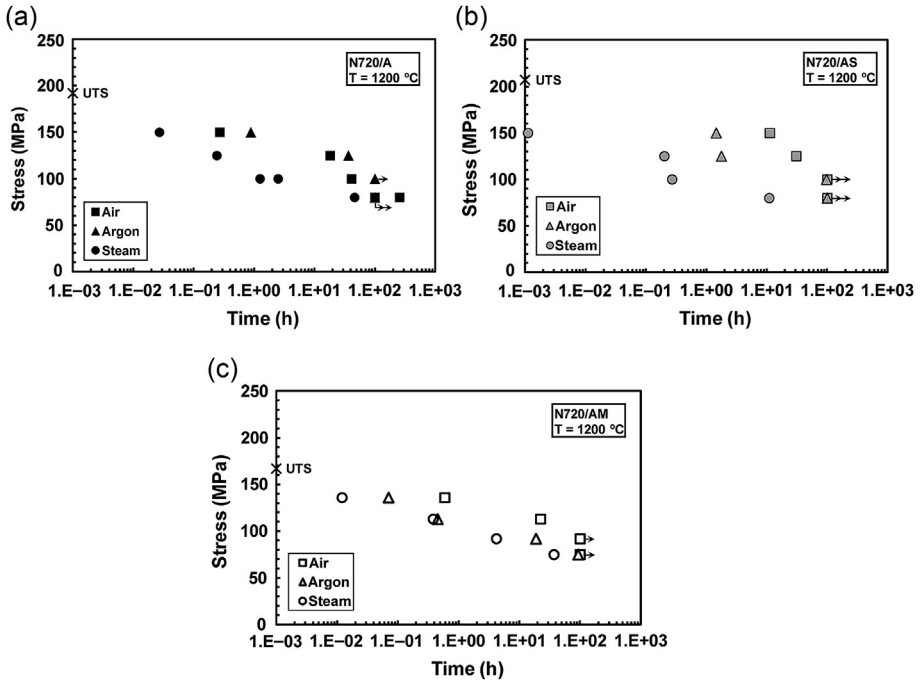 (a)
250
200
150
100
50
0
Stress (MPa)
UTS
N720/A
T = 1200 ºC
Air
Argon
Steam
1.E−03 1.E−02 1.E−01 1.E+00 1.E+01 1.E+02 1.E+03
Time (h)
(b)
250
200
150
100
50
0
Stress (MPa)
UTS
N720/AS
T = 1200 ºC
Air
Argon
Steam
1.E−03 1.E−02 1.E−01 1.E+00 1.E+01 1.E+02 1.E+03
Time (h)
(c)
250
200
150
100
50
0
Stress (MPa)
UTS
N720/AM
T = 1200 ºC
Air
Argon
Steam
1.E−03 1.E−02 1.E−01 1.E+00 1.E+01 1.E+02 1.E+03
Time (h)